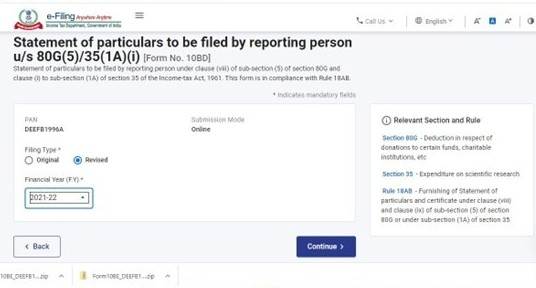 e-Filing Anywhere Anytime
Income Tax Department, Government of India
Call Us
English
A A A
Statement of particulars to be filed by reporting person
u/s 80G(5)/35(1A)(i) [Form No. 10BD]
Statement of particulars to be filed by reporting person under clause (viii) of sub-section (5) of section 80G and
clause (i) to sub-section (1A) of section 35 of the Income-tax Act, 1961. This form is in compliance with Rule 18AB.
* Indicates mandatory fields
PAN
DEEFB1996A
Submission Mode
Online
Filing Type *
Original Revised
Financial Year (F.Y) *
2021-22
< Back
Continue >
Relevant Section and Rule
Section 80G - Deduction in respect of
donations to certain funds, charitable
institutions, etc
Section 35 - Expenditure on scientific research
Rule 18AB - Furnishing of Statement of
particulars and certificate under clause (viii)
and clause (ix) of sub-section (5) of section
80G or under sub-section (1A) of section 35
10BE_DEEFB1....zip
Form10BE_DEEFB1....zip